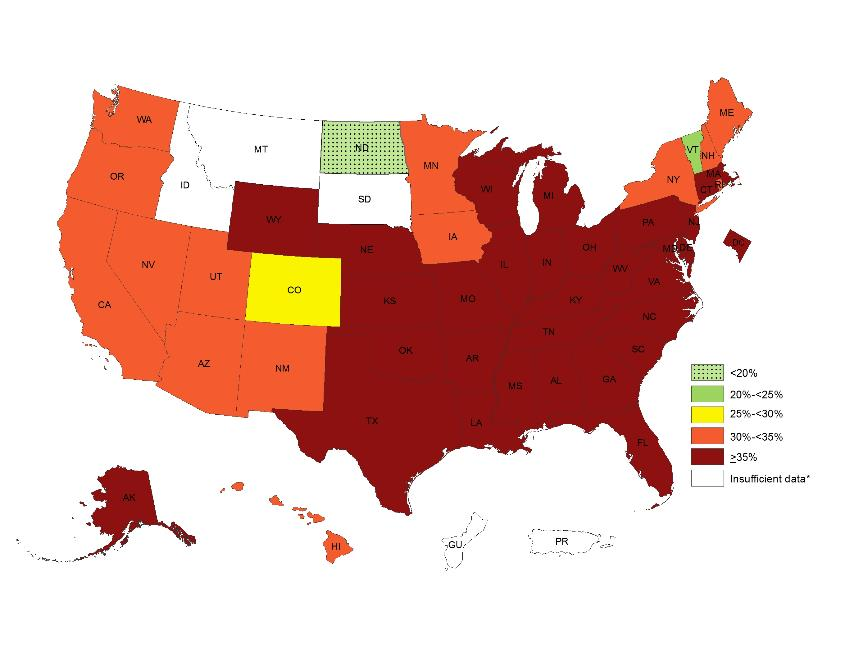 ME
WA
VT
NH
MT
ND
MN
OR
MA
RI
NY
ID
WI
CT
SD
MI
WY
PA
NJ
IA
NE
OH
MD
DE
DC
NV
IL
IN
UT
WV
CO
VA
CA
KS
MO
KY
NC
TN
OK
SC
AR
AZ
NM
GA
AL
MS
TX
LA
FL
<20%
20%-<25%
25%-<30%
30%-<35%
≥35%
Insufficient data*
AK
HI
GU
PR